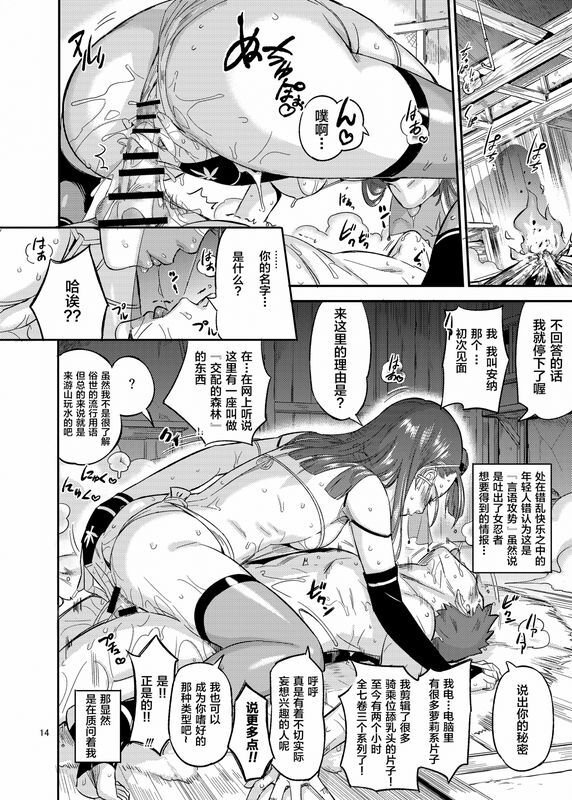 噗啊…
你的名字…
是什么?
哈诶??
不回答的话
我就停下了喔
我 我叫安纳
那个…
初次见面
来这里的理由是?
在…在网上听说
这里有一座叫做
『交配的森林』
的东西
?
虽然我不是很了解
俗世的流行用语
但总的来说就是
来游山玩水的吧
处在错乱快乐之中的
年轻人错认为这是
『言语攻势』虽然说
是吐出了女忍者
想要得到的情报…
说出你的秘密
我电…电脑里
有很多萝莉系片子
我剪辑了很多
骑乘位舔乳头的片子!
至今有两个小时
全七卷三个系列了!
呼呼
真是有着不切实际
妄想兴趣的人呢
说更多点!!
我也可以
成为你嗜好的
那种类型吧~
正是的!!
那显然
是在质问着我
14